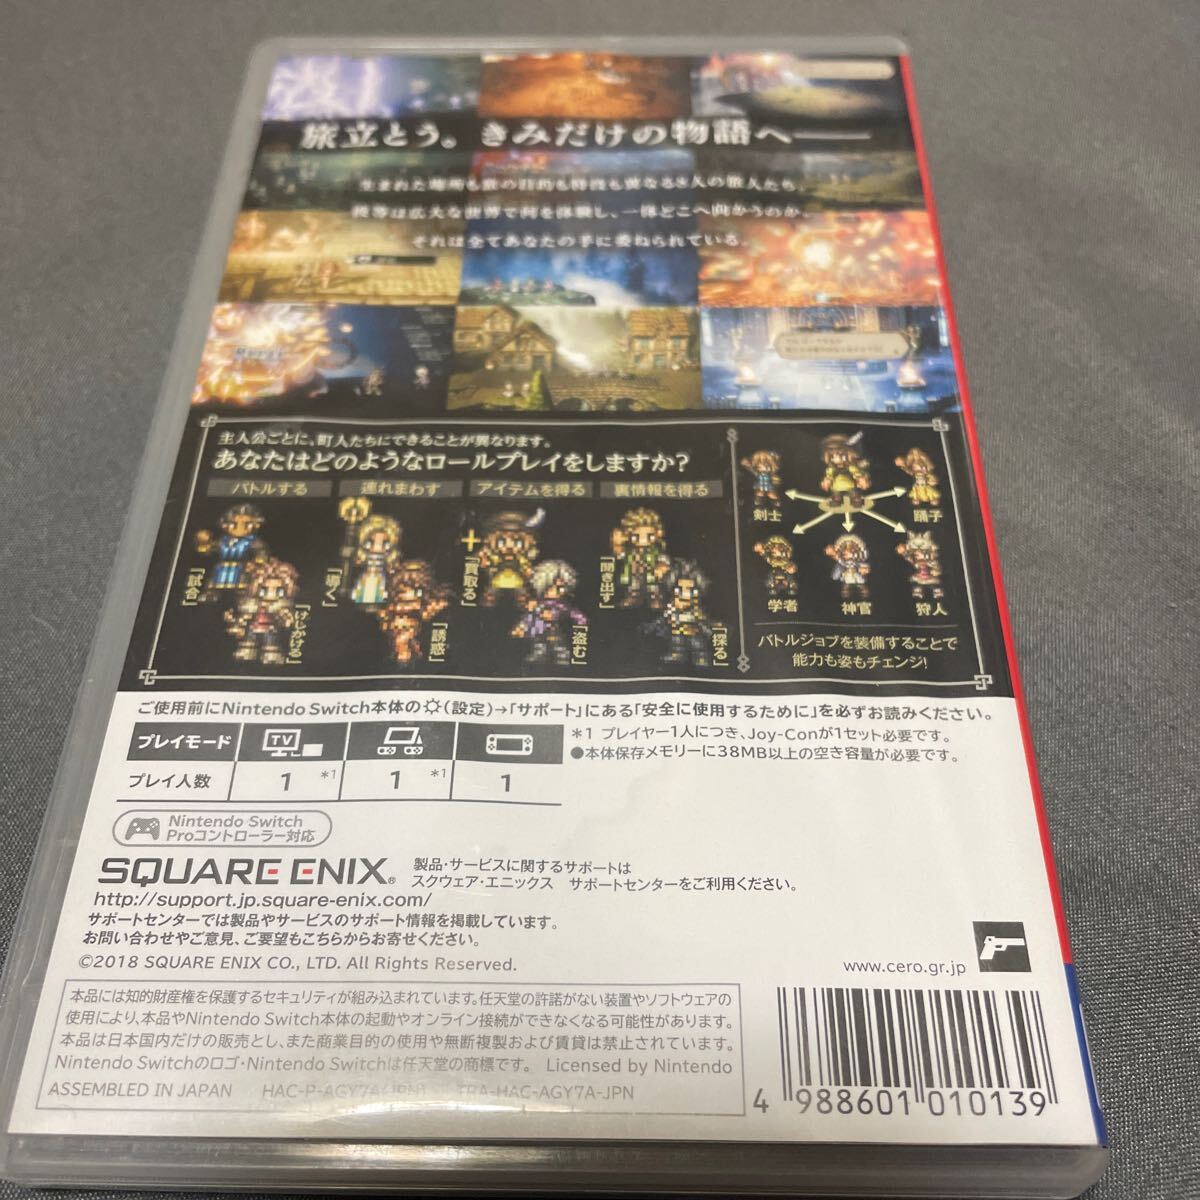 旅立とう。きみだけの物語へ――
生まれた場所も旅の目的も特技も異なる8人の旅人たち。
彼等は広大な世界で何を体験し、一体どこへ向かうのか。
それは全てあなたの手に委ねられている。
主人公ごとに、町人たちにできることが異なります。
あなたはどのようなロールプレイをしますか?
バトルする 連れまわす アイテムを得る 裏情報を得る
「試合」
「けしかける」
「導く」
「誘惑」
「買取る」
「盗む」
「聞き出す」
「探る」
剣士 踊子
学者 神官 狩人
バトルジョブを装備することで
能力も姿もチェンジ!
ご使用前にNintendo Switch本体の(設定)→「サポート」にある「安全に使用するために」を必ずお読みください。
プレイモード TV
プレイ人数 1 *1 1 *1 1
*1 プレイヤー1人につき、Joy-Conが1セット必要です。
●本体保存メモリーに38MB以上の空き容量が必要です。
Nintendo Switch
Proコントローラー対応
SQUARE ENIX®
製品・サービスに関するサポートは
スクウェア・エニックス サポートセンターをご利用ください。
http://support.jp.square-enix.com/
サポートセンターでは製品やサービスのサポート情報を掲載しています。
お問い合わせやご意見、ご要望もこちらからお寄せください。
©2018 SQUARE ENIX CO., LTD. All Rights Reserved.
www.cero.gr.jp
本品には知的財産権を保護するセキュリティが組み込まれています。任天堂の許諾がない装置やソフトウェアの
使用により、本品やNintendo Switch本体の起動やオンライン接続ができなくなる可能性があります。
本品は日本国内だけの販売とし、また商業目的の使用や無断複製および賃貸は禁止されています。
Nintendo Switchのロゴ・Nintendo Switchは任天堂の商標です。 Licensed by Nintendo
ASSEMBLED IN JAPAN HAC-P-AGY7A(JPN) TRA-HAC-AGY7A-JPN
4 988601 010139